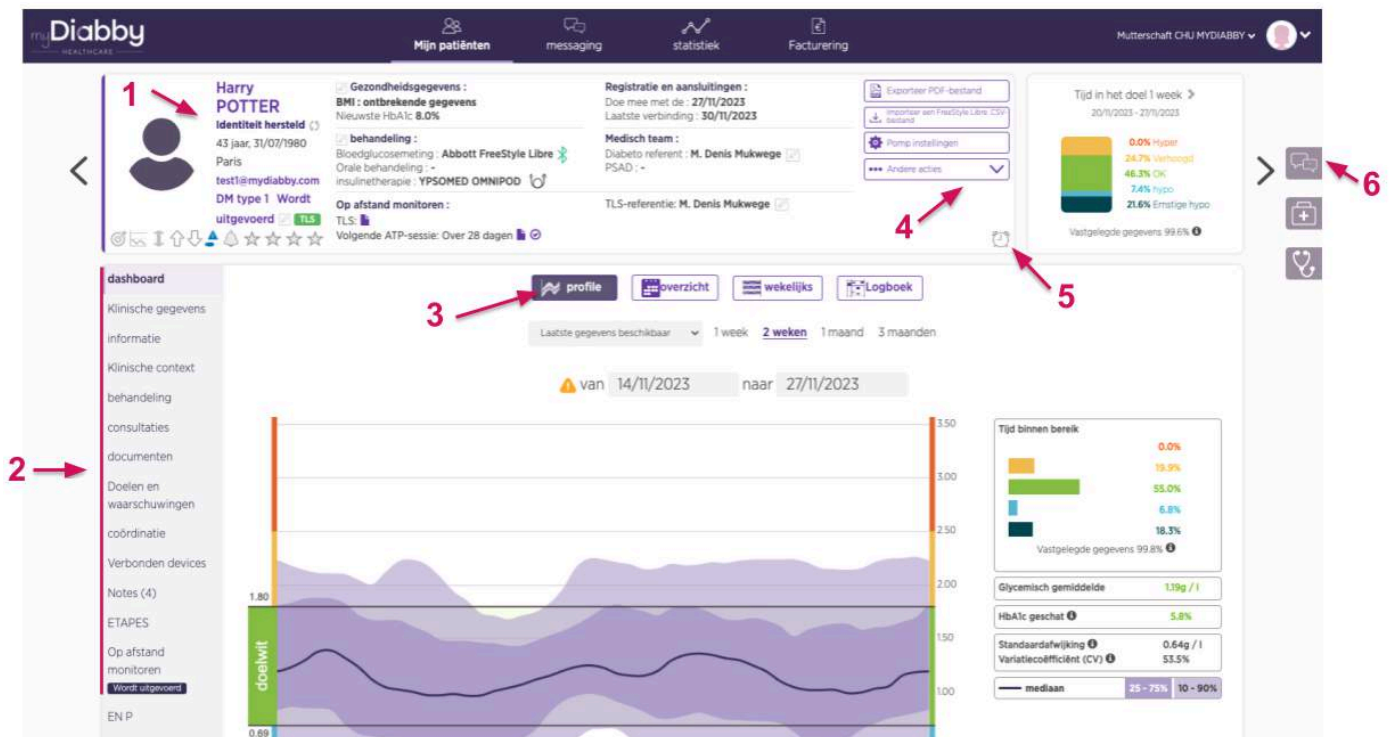 myDiabby
HEALTHCARE
Mijn patiënten
messaging
statistiek
Facturering
Mutterschaft CHU MYDIABBY
1
Harry
POTTER
Identiteit hersteld
43 jaar, 31/07/1980
Paris
test1@mydiabby.com
DM type 1 Wordt
uitgevoerd TLS
Gezondheidsgegevens :
BMI : ontbrekende gegevens
Nieuwste HbA1c 8.0%
behandeling :
Bloedglucosemeting : Abbott FreeStyle Libre
Orale behandeling : -
insulinetherapie : YPSOMED OMNIPOD
Op afstand monitoren :
TLS:
Volgende ATP-sessie: Over 28 dagen
Registratie en aansluitingen :
Doe mee met de : 27/11/2023
Laatste verbinding : 30/11/2023
Medisch team :
Diabeto referent : M. Denis Mukwege
PSAD : -
TLS-referentie: M. Denis Mukwege
Exporteer PDF-bestand
Importeer een FreeStyle Libre .CSV-
bestand
Pomp instellingen
Andere acties
4
5
Tijd in het doel 1 week
20/11/2023 - 27/11/2023
0.0% Hyper
24.7% Verhoogd
46.3% OK
7.4% hypo
21.6% Ernstige hypo
Vastgelegde gegevens 99.6%
6
2
dashboard
Klinische gegevens
informatie
Klinische context
behandeling
consultaties
documenten
Doelen en
waarschuwingen
coördinatie
Verbonden devices
Notes (4)
ETAPES
Op afstand
monitoren
Wordt uitgevoerd
EN P
3
profile
overzicht
wekelijks
Logboek
Laatste gegevens beschikbaar
1 week 2 weken 1 maand 3 maanden
van 14/11/2023 naar 27/11/2023
3.50
3.00
2.50
2.00
1.50
1.00
1.80
doelwit
0.69
Tijd binnen bereik
0.0%
19.9%
55.0%
6.8%
18.3%
Vastgelegde gegevens 99.8%
Glycemisch gemiddelde 1.19g / l
HbA1c geschat 5.8%
Standaardafwijking 0.64g / l
Variatiecoëfficiënt (CV) 53.5%
mediaan 25 - 75% 10 - 90%